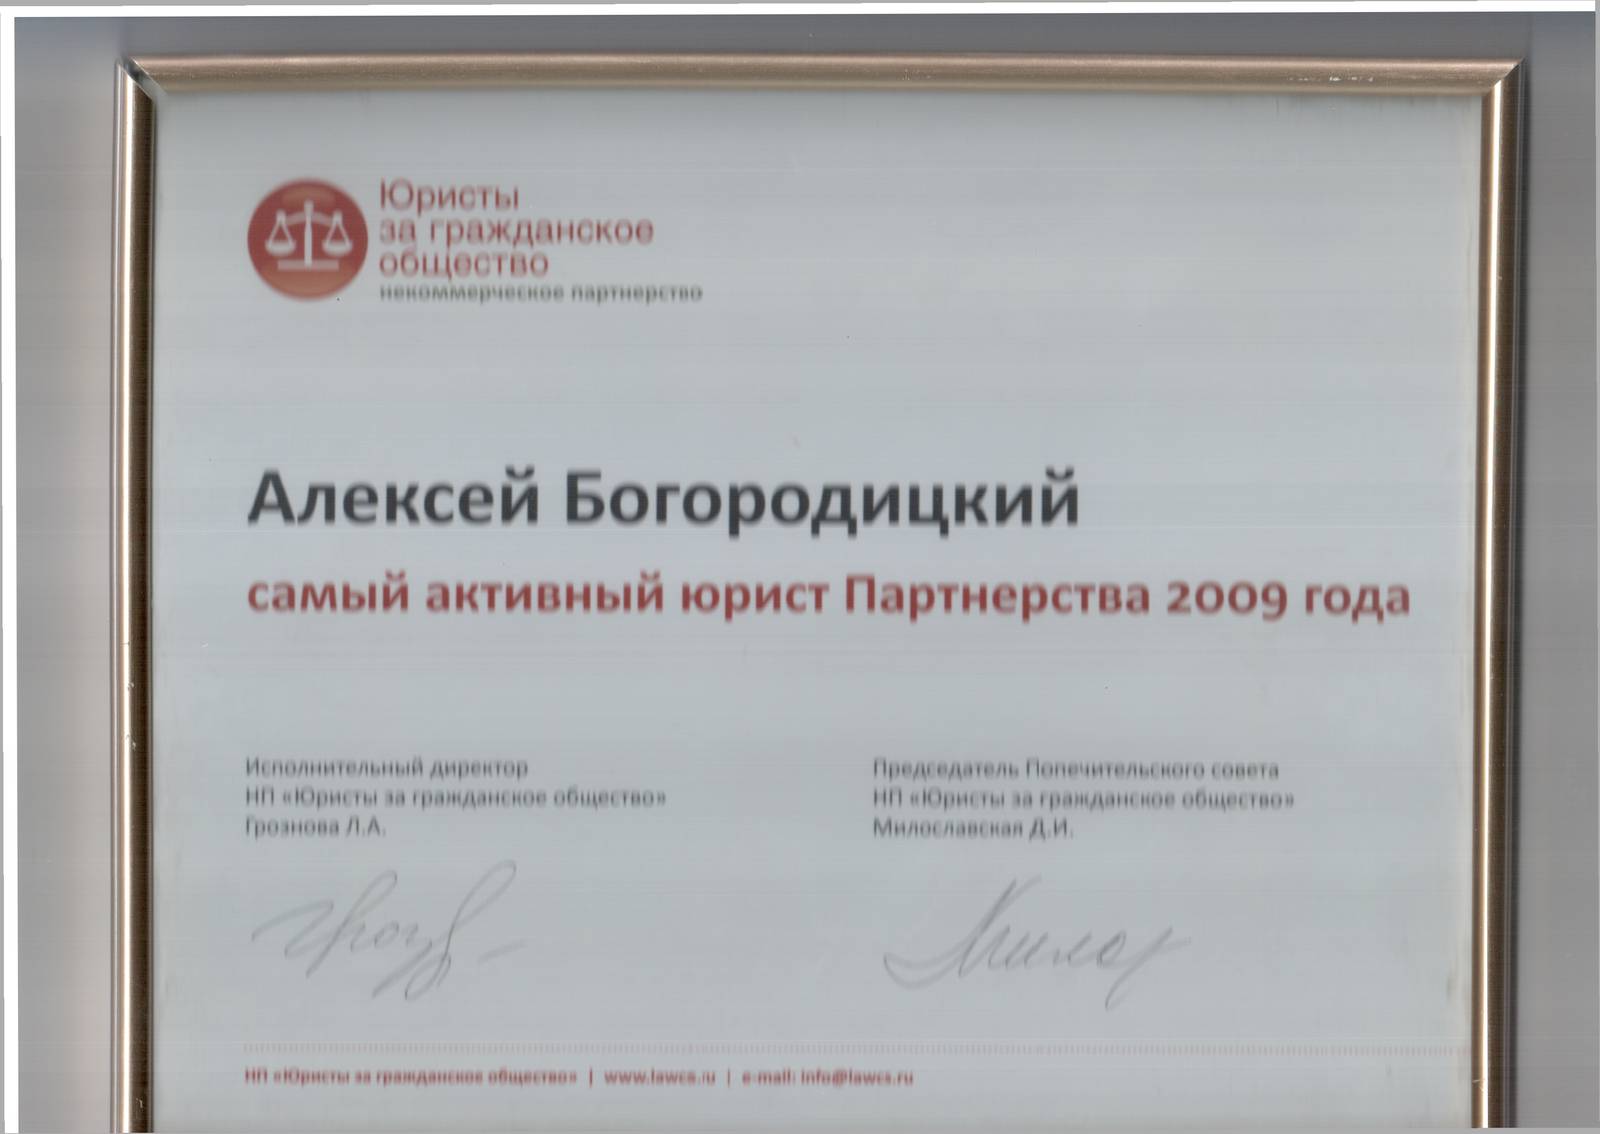 Юристы
за гражданское
общество
некоммерческое партнерство
Алексей Богородицкий
самый активный юрист Партнерства 2009 года
Исполнительный директор
НП «Юристы за гражданское общество»
Грознова Л.А.
Председатель Попечительского совета
НП «Юристы за гражданское общество»
Милославская Д.И.
НП «Юристы за гражданское общество» | www.lawcs.ru | e-mail: info@lawcs.ru